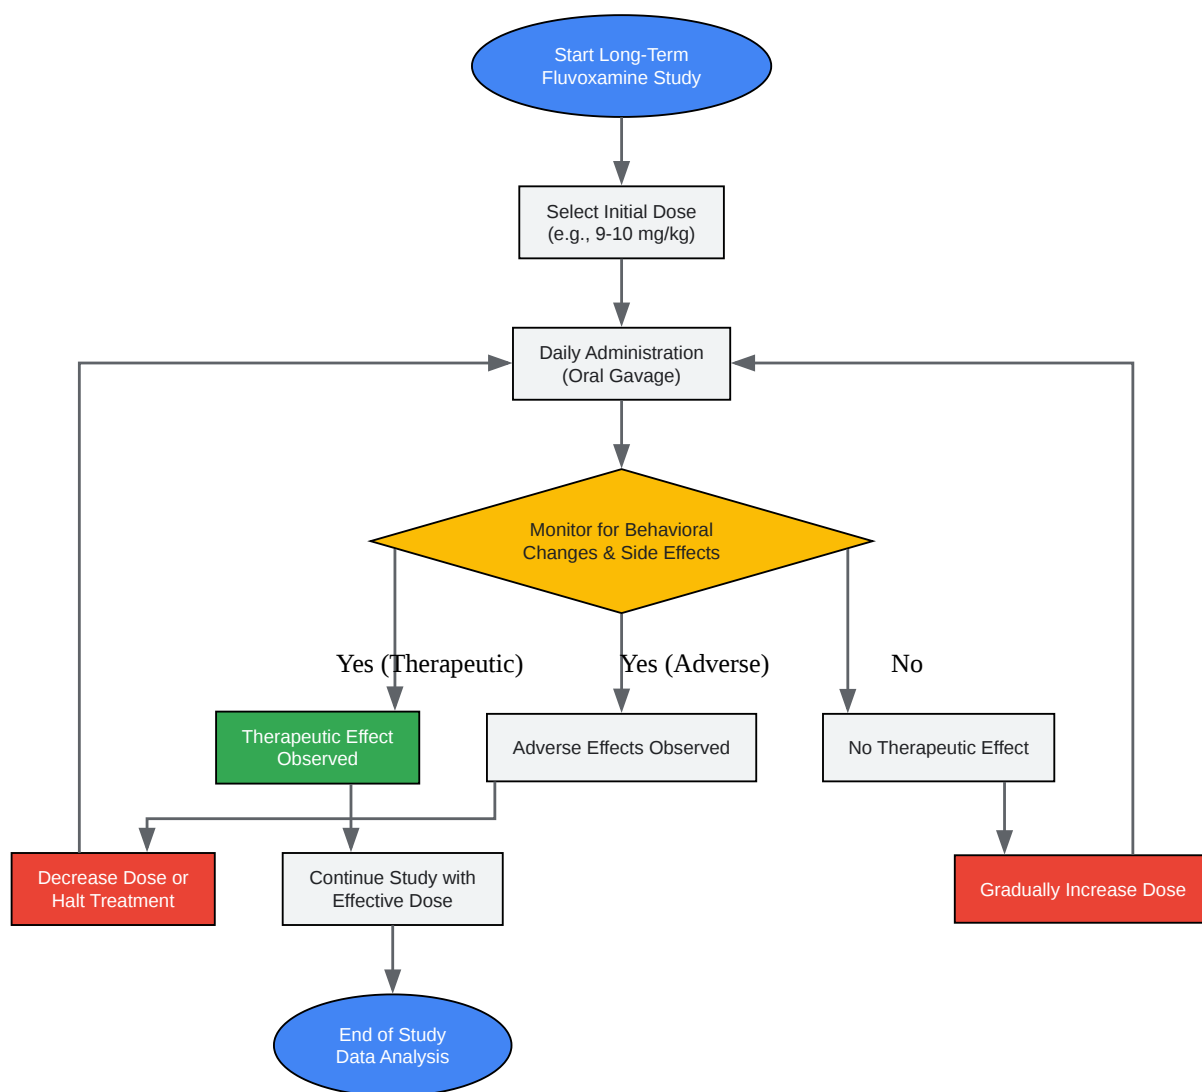 Start Long-Term
Fluvoxamine Study
Select Initial Dose
(e.g., 9-10 mg/kg)
Daily Administration
(Oral Gavage)
Monitor for Behavioral
Changes & Side Effects
Yes (Therapeutic)
Yes (Adverse)
No
Therapeutic Effect
Observed
Adverse Effects Observed
No Therapeutic Effect
Decrease Dose or
Halt Treatment
Continue Study with
Effective Dose
Gradually Increase Dose
End of Study
Data Analysis